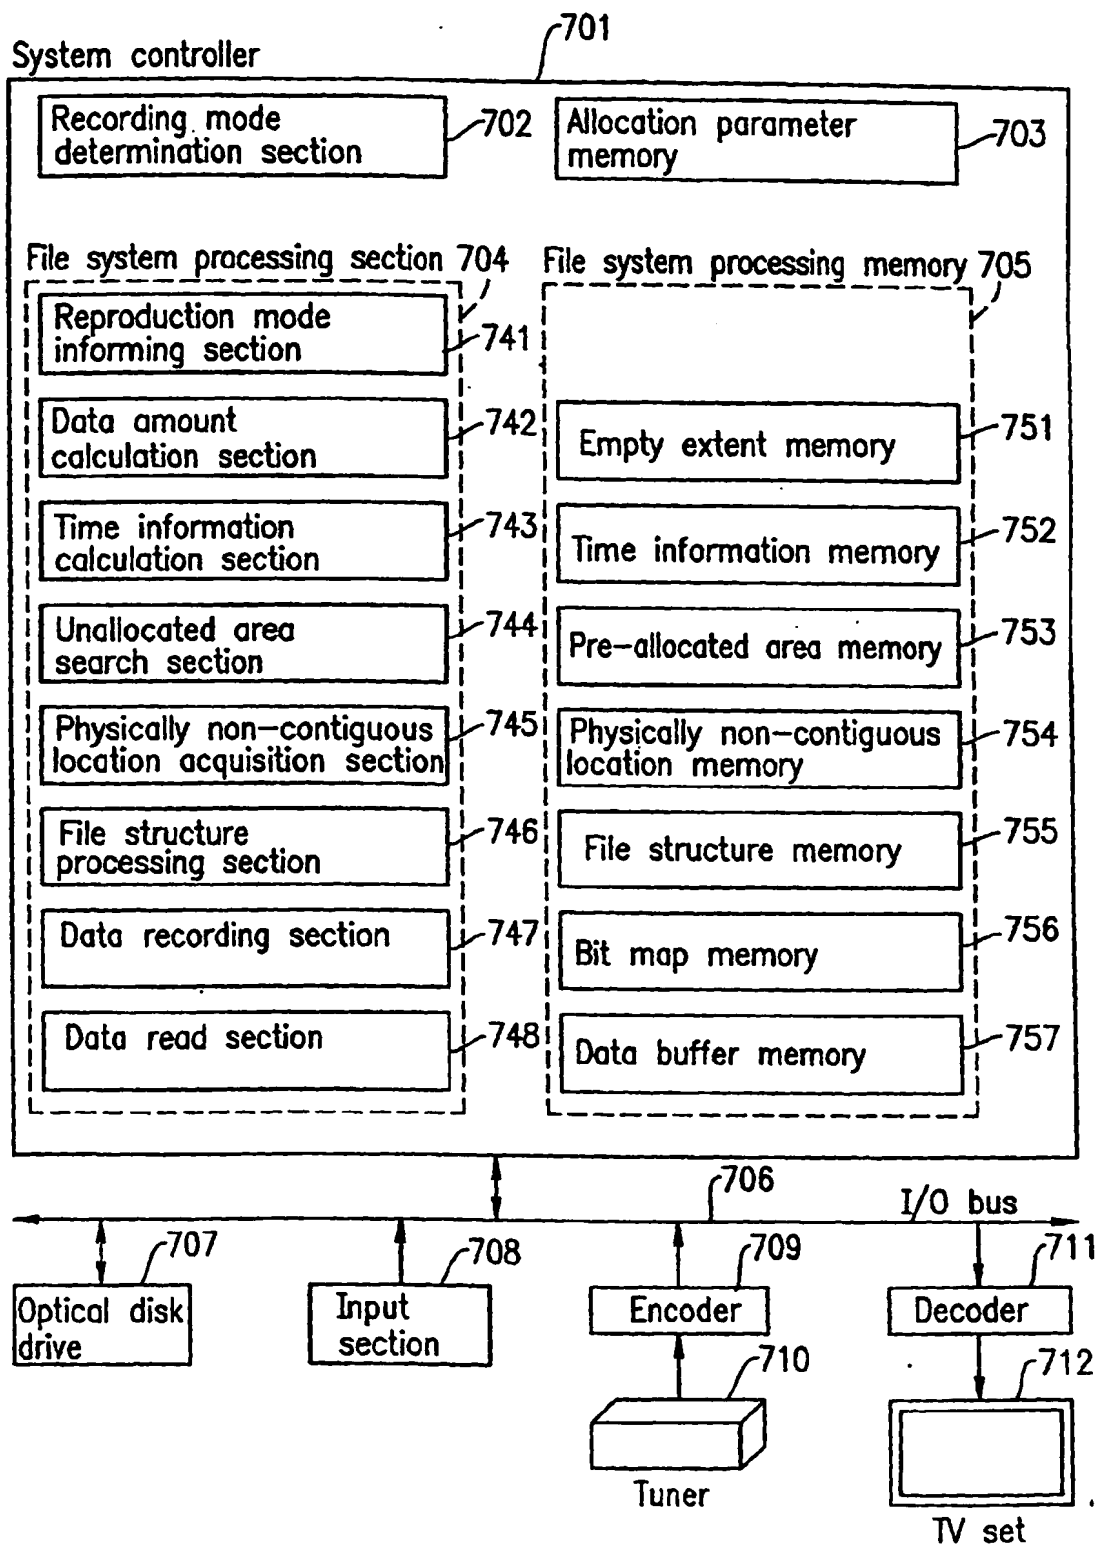 701
System controller
Recording mode
determination section
702
Allocation parameter
memory
703
File system processing section 704
File system processing memory 705
Reproduction mode
informing section
741
Data amount
calculation section
742
Empty extent memory
751
Time information
calculation section
743
Time information memory
752
Unallocated area
search section
744
Pre-allocated area memory
753
Physically non-contiguous
location acquisition section
745
Physically non-contiguous
location memory
754
File structure
processing section
746
File structure memory
755
Data recording section
747
Bit map memory
756
Data read section
748
Data buffer memory
757
706
I/O bus
707
Optical disk
drive
708
Input
section
709
Encoder
711
Decoder
710
Tuner
712
TV set